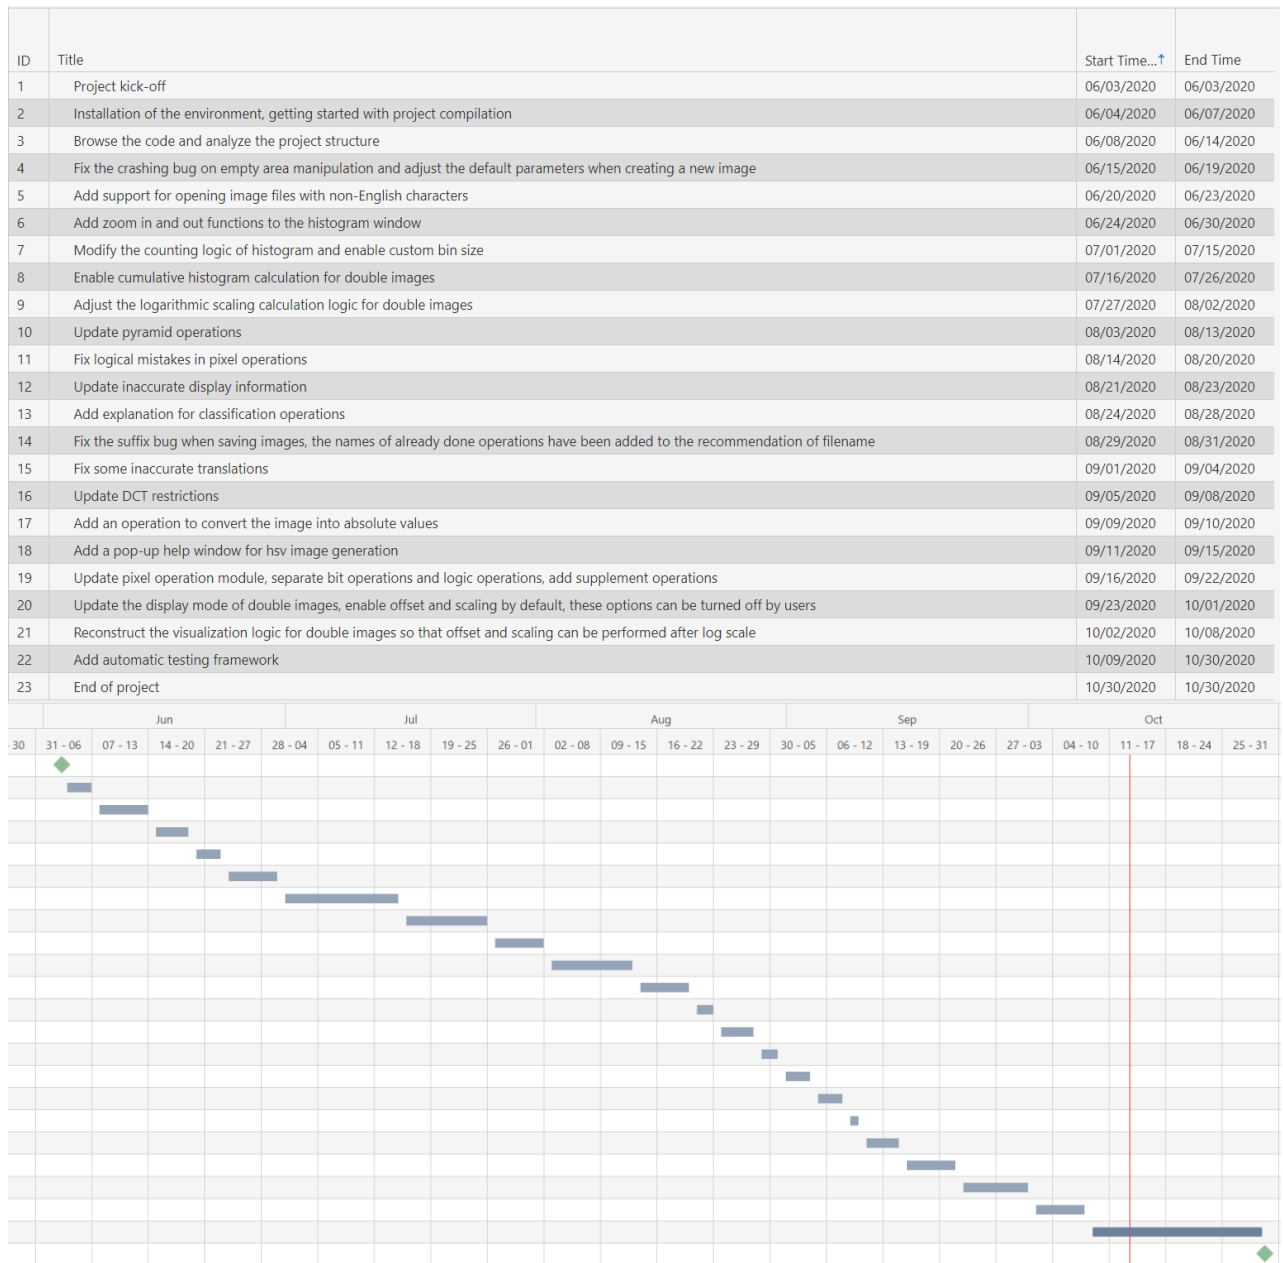 ID Title Start Time...↑ End Time
1 Project kick-off 06/03/2020 06/03/2020
2 Installation of the environment, getting started with project compilation 06/04/2020 06/07/2020
3 Browse the code and analyze the project structure 06/08/2020 06/14/2020
4 Fix the crashing bug on empty area manipulation and adjust the default parameters when creating a new image 06/15/2020 06/19/2020
5 Add support for opening image files with non-English characters 06/20/2020 06/23/2020
6 Add zoom in and out functions to the histogram window 06/24/2020 06/30/2020
7 Modify the counting logic of histogram and enable custom bin size 07/01/2020 07/15/2020
8 Enable cumulative histogram calculation for double images 07/16/2020 07/26/2020
9 Adjust the logarithmic scaling calculation logic for double images 07/27/2020 08/02/2020
10 Update pyramid operations 08/03/2020 08/13/2020
11 Fix logical mistakes in pixel operations 08/14/2020 08/20/2020
12 Update inaccurate display information 08/21/2020 08/23/2020
13 Add explanation for classification operations 08/24/2020 08/28/2020
14 Fix the suffix bug when saving images, the names of already done operations have been added to the recommendation of filename 08/29/2020 08/31/2020
15 Fix some inaccurate translations 09/01/2020 09/04/2020
16 Update DCT restrictions 09/05/2020 09/08/2020
17 Add an operation to convert the image into absolute values 09/09/2020 09/10/2020
18 Add a pop-up help window for hsv image generation 09/11/2020 09/15/2020
19 Update pixel operation module, separate bit operations and logic operations, add supplement operations 09/16/2020 09/22/2020
20 Update the display mode of double images, enable offset and scaling by default, these options can be turned off by users 09/23/2020 10/01/2020
21 Reconstruct the visualization logic for double images so that offset and scaling can be performed after log scale 10/02/2020 10/08/2020
22 Add automatic testing framework 10/09/2020 10/30/2020
23 End of project 10/30/2020 10/30/2020
Jun Jul Aug Sep Oct
- 30 31 - 06 07 - 13 14 - 20 21 - 27 28 - 04 05 - 11 12 - 18 19 - 25 26 - 01 02 - 08 09 - 15 16 - 22 23 - 29 30 - 05 06 - 12 13 - 19 20 - 26 27 - 03 04 - 10 11 - 17 18 - 24 25 - 31